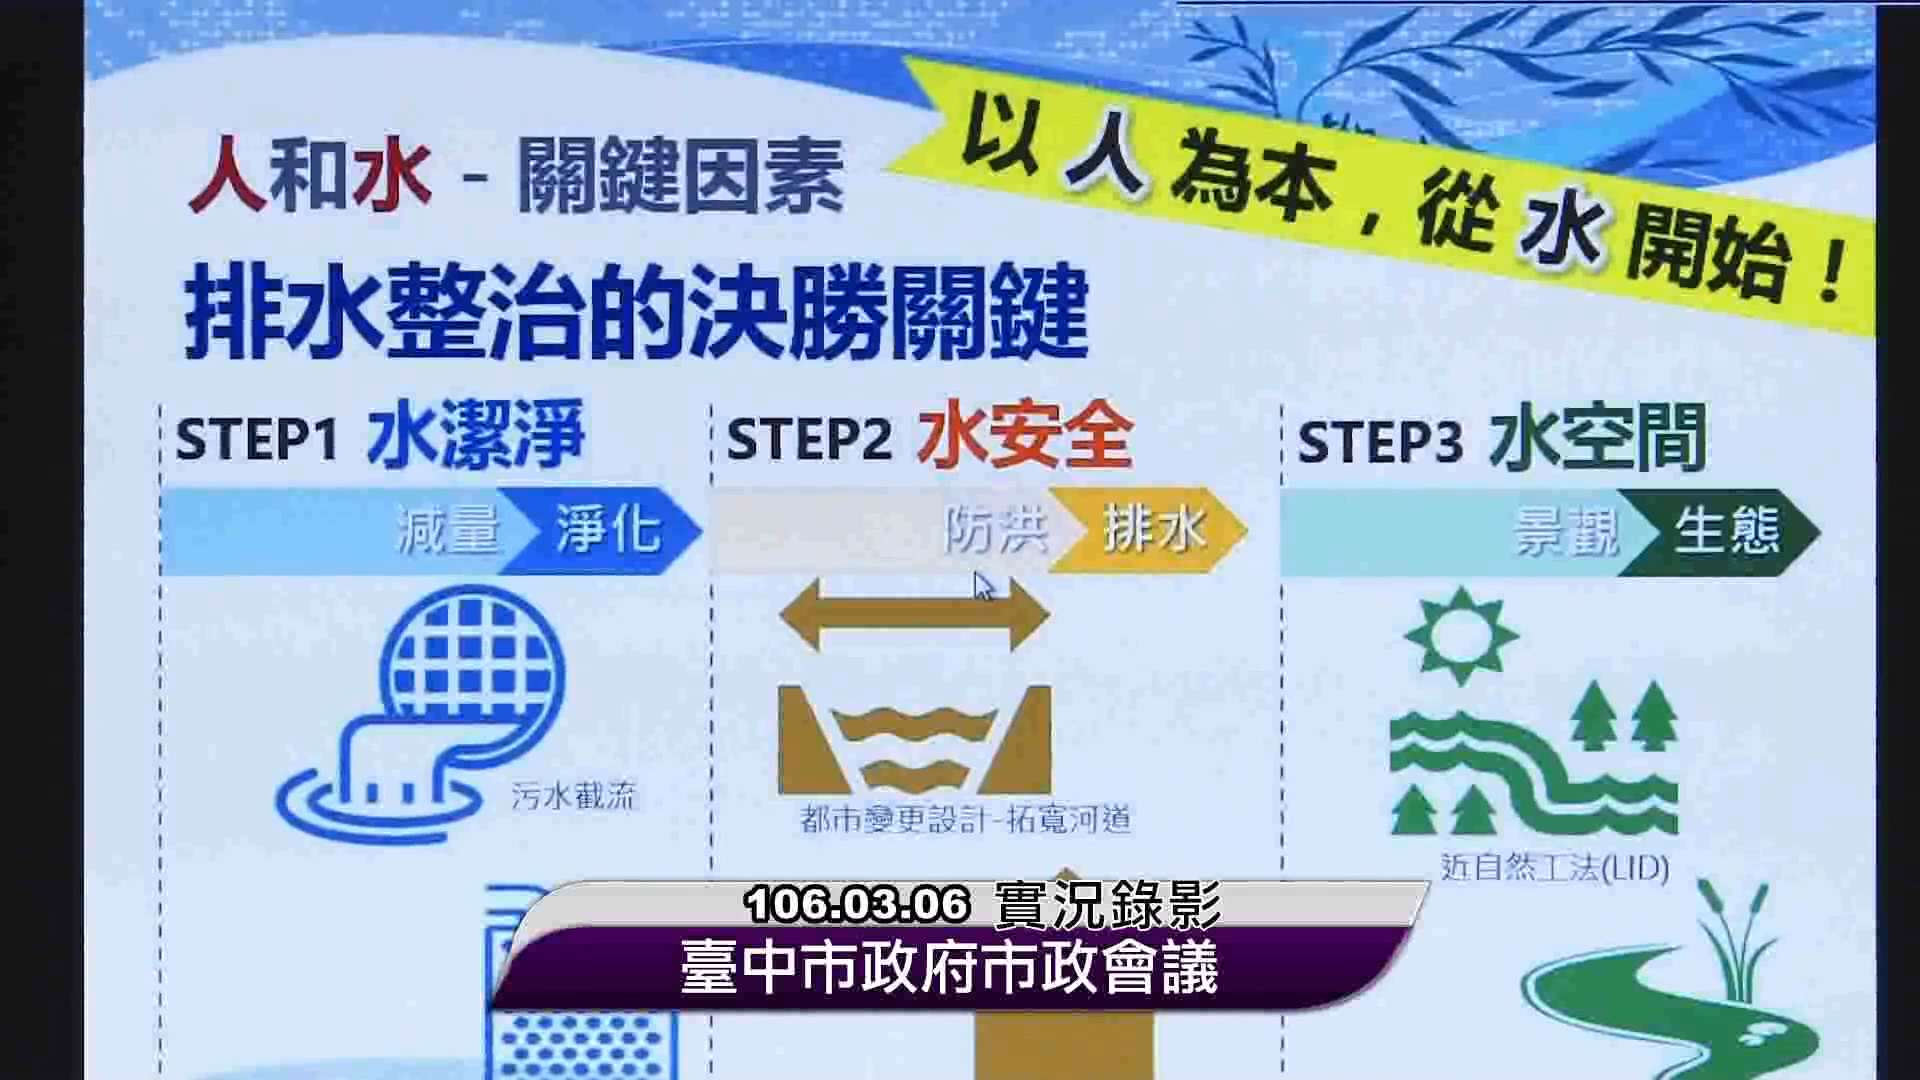 以人為本，從水開始！
人和水 - 關鍵因素
排水整治的決勝關鍵
STEP1 水潔淨
減量 淨化
污水截流
STEP2 水安全
防洪 排水
都市變更設計-拓寬河道
STEP3 水空間
景觀 生態
近自然工法(LID)
106.03.06 實況錄影
臺中市政府市政會議